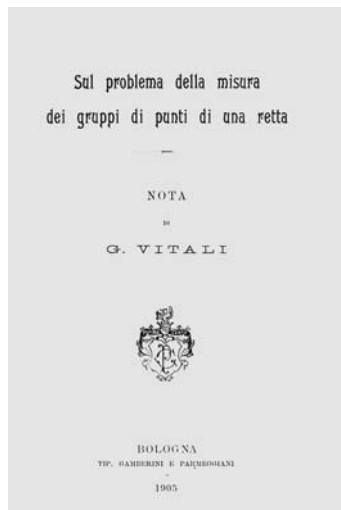 Sul problema della misura
dei gruppi di punti di una retta
NOTA
DI
G. VITALI
BOLOGNA
TIP. GAMBERINI E PARMEGGIANI
1905